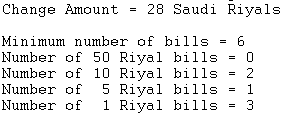 Change Amount = 28 Saudi Riyals
Minimum number of bills = 6
Number of 50 Riyal bills = 0
Number of 10 Riyal bills = 2
Number of  5 Riyal bills = 1
Number of  1 Riyal bills = 3